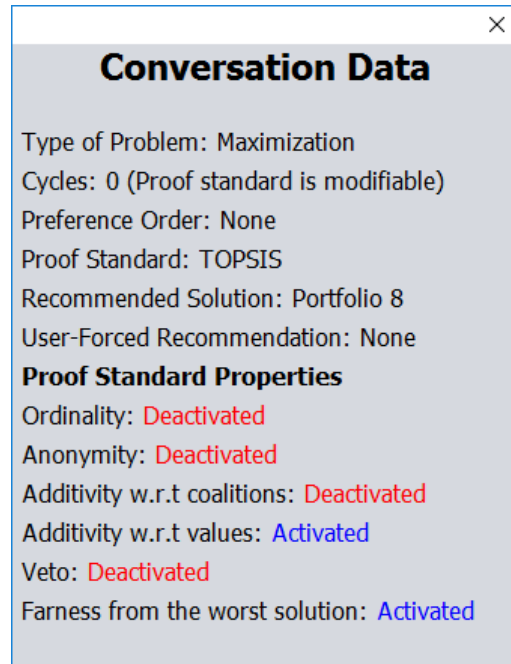 Conversation Data
Type of Problem: Maximization
Cycles: 0 (Proof standard is modifiable)
Preference Order: None
Proof Standard: TOPSIS
Recommended Solution: Portfolio 8
User-Forced Recommendation: None
Proof Standard Properties
Ordinality: Deactivated
Anonymity: Deactivated
Additivity w.r.t coalitions: Deactivated
Additivity w.r.t values: Activated
Veto: Deactivated
Farness from the worst solution: Activated